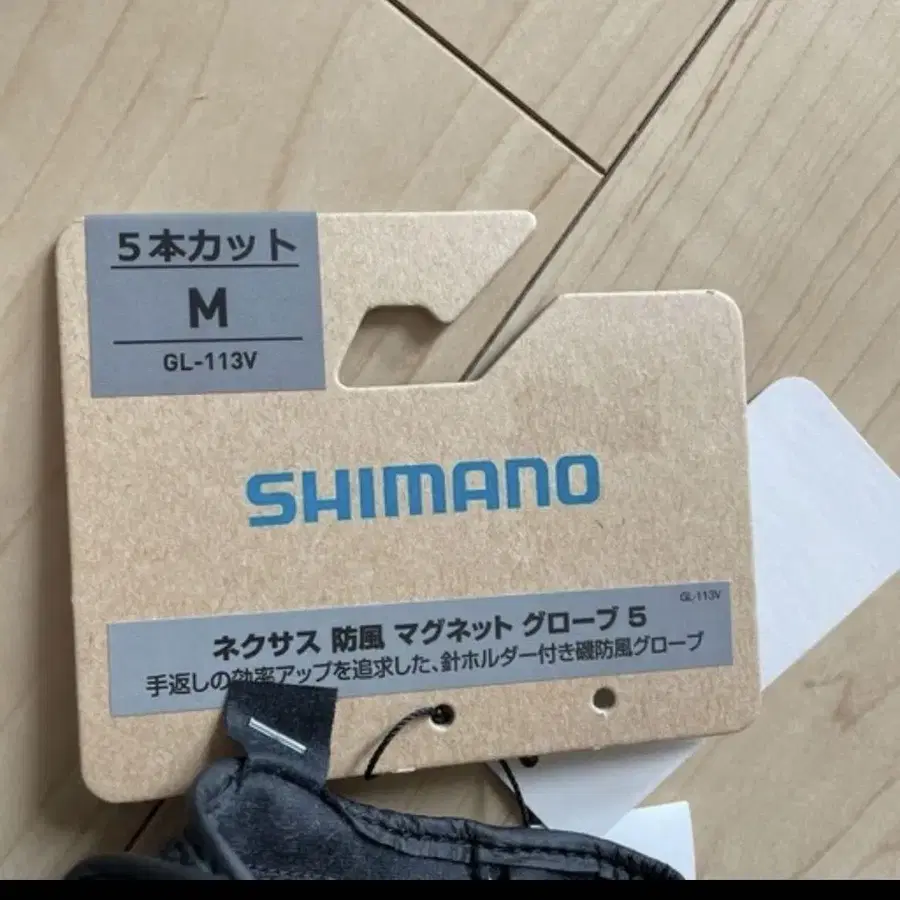 5本カット
M
GL-113V
SHIMANO
GL-113V
ネクサス 防風 マグネット グローブ 5
手返しの効率アップを追求した、針ホルダー付き磯防風グローブ